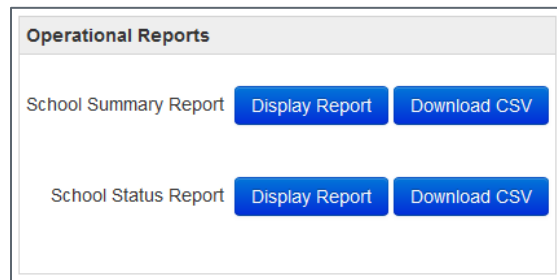 Operational Reports
School Summary Report Display Report Download CSV
School Status Report Display Report Download CSV